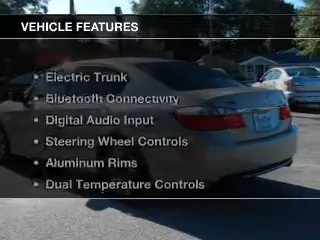 VEHICLE FEATURES
• Electric Trunk
• Bluetooth Connectivity
• Digital Audio Input
• Steering Wheel Controls
• Aluminum Rims
• Dual Temperature Controls